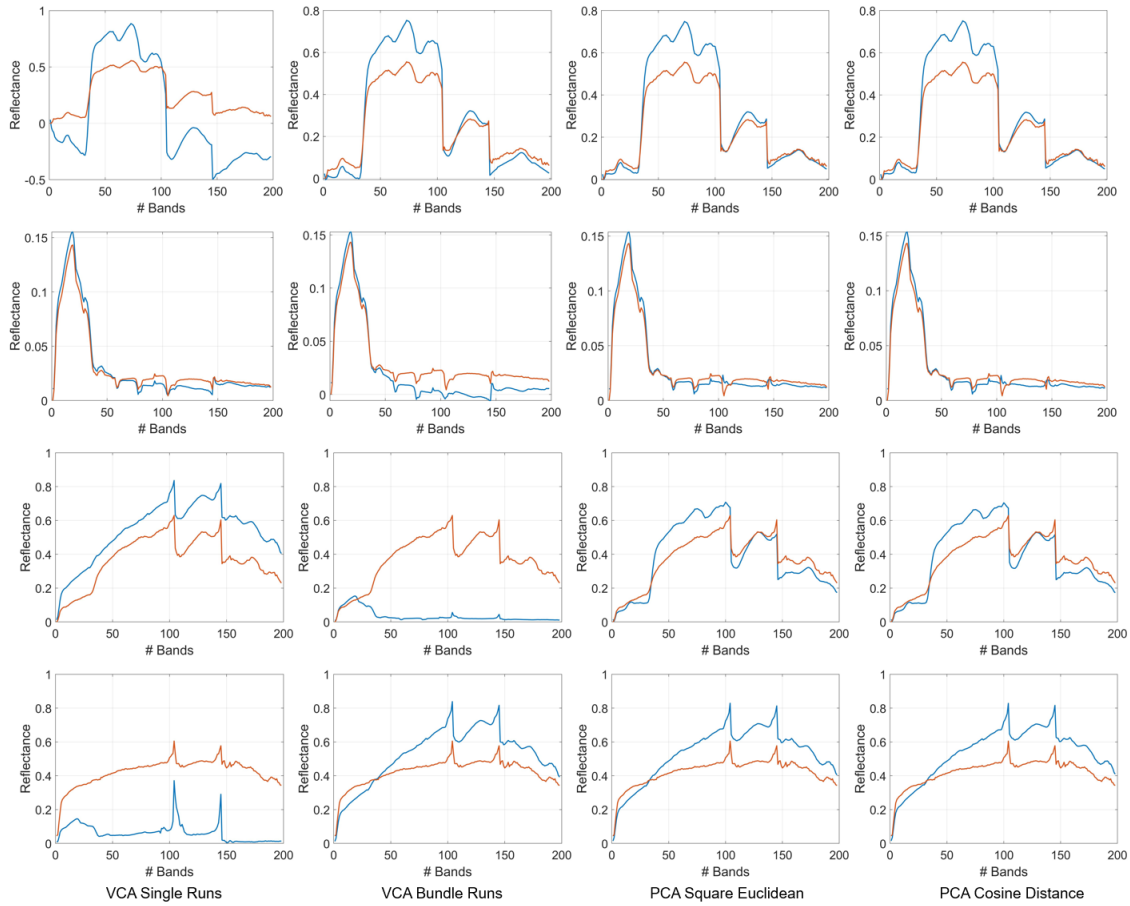 1
0.5
0
-0.5
Reflectance
0 50 100 150 200
# Bands
0.8
0.6
0.4
0.2
0
Reflectance
0 50 100 150 200
# Bands
0.8
0.6
0.4
0.2
0
Reflectance
0 50 100 150 200
# Bands
0.8
0.6
0.4
0.2
0
Reflectance
0 50 100 150 200
# Bands
0.15
0.1
0.05
0
Reflectance
0 50 100 150 200
# Bands
0.15
0.1
0.05
0
Reflectance
0 50 100 150 200
# Bands
0.15
0.1
0.05
0
Reflectance
0 50 100 150 200
# Bands
0.15
0.1
0.05
0
Reflectance
0 50 100 150 200
# Bands
1
0.8
0.6
0.4
0.2
0
Reflectance
0 50 100 150 200
# Bands
1
0.8
0.6
0.4
0.2
0
Reflectance
0 50 100 150 200
# Bands
1
0.8
0.6
0.4
0.2
0
Reflectance
0 50 100 150 200
# Bands
1
0.8
0.6
0.4
0.2
0
Reflectance
0 50 100 150 200
# Bands
1
0.8
0.6
0.4
0.2
0
Reflectance
0 50 100 150 200
# Bands
1
0.8
0.6
0.4
0.2
0
Reflectance
0 50 100 150 200
# Bands
1
0.8
0.6
0.4
0.2
0
Reflectance
0 50 100 150 200
# Bands
1
0.8
0.6
0.4
0.2
0
Reflectance
0 50 100 150 200
# Bands
VCA Single Runs
VCA Bundle Runs
PCA Square Euclidean
PCA Cosine Distance